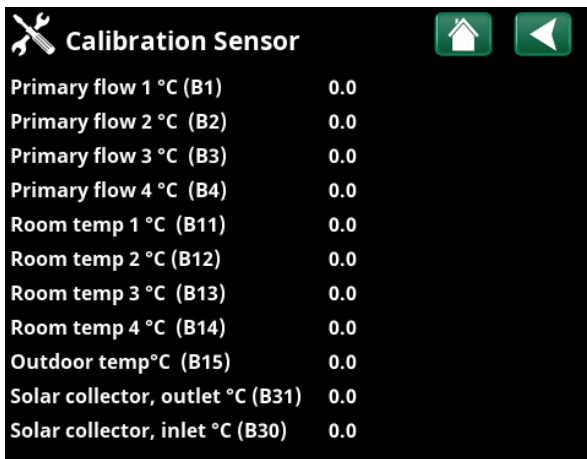 Calibration Sensor
Primary flow 1 °C (B1) 0.0
Primary flow 2 °C (B2) 0.0
Primary flow 3 °C (B3) 0.0
Primary flow 4 °C (B4) 0.0
Room temp 1 °C (B11) 0.0
Room temp 2 °C (B12) 0.0
Room temp 3 °C (B13) 0.0
Room temp 4 °C (B14) 0.0
Outdoor temp°C (B15) 0.0
Solar collector, outlet °C (B31) 0.0
Solar collector, inlet °C (B30) 0.0